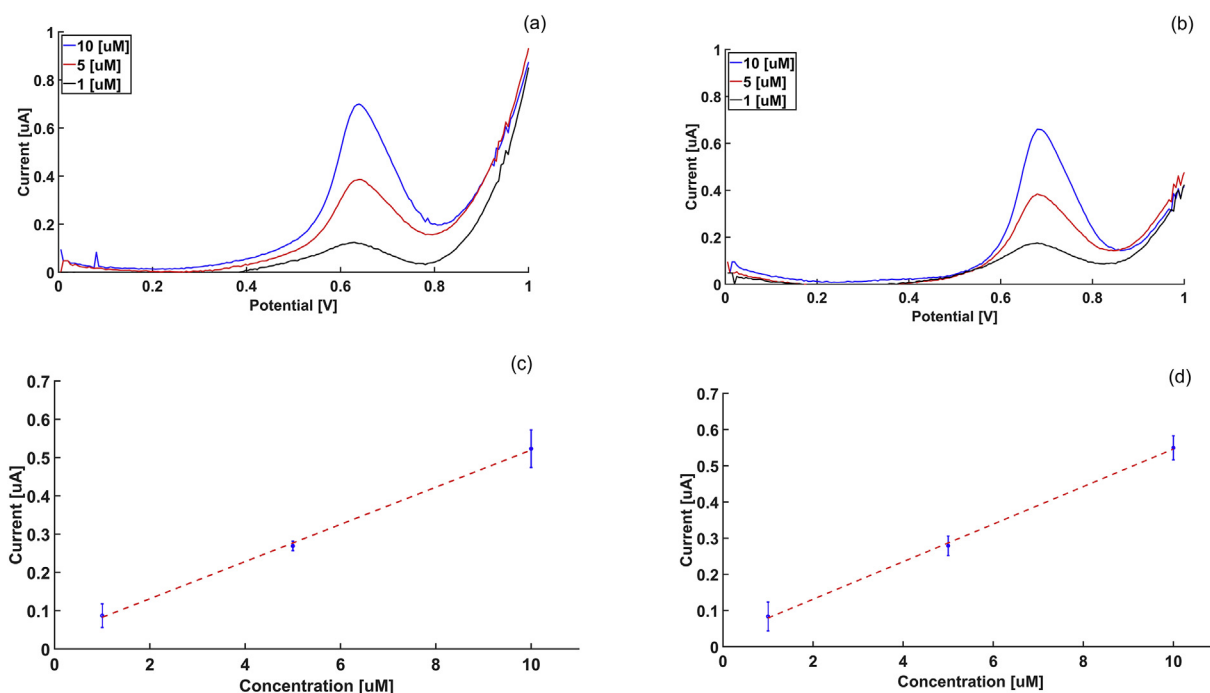 (a)
10 [uM]
5 [uM]
1 [uM]
1
0.8
0.6
0.4
0.2
0
Current [uA]
0
0.2
0.4
0.6
0.8
1
Potential [V]
(b)
10 [uM]
5 [uM]
1 [uM]
1
0.8
0.6
0.4
0.2
0
Current [uA]
0
0.2
0.4
0.6
0.8
1
Potential [V]
(c)
0.7
0.6
0.5
0.4
0.3
0.2
0.1
0
Current [uA]
0
2
4
6
8
10
Concentration [uM]
(d)
0.7
0.6
0.5
0.4
0.3
0.2
0.1
0
Current [uA]
0
2
4
6
8
10
Concentration [uM]